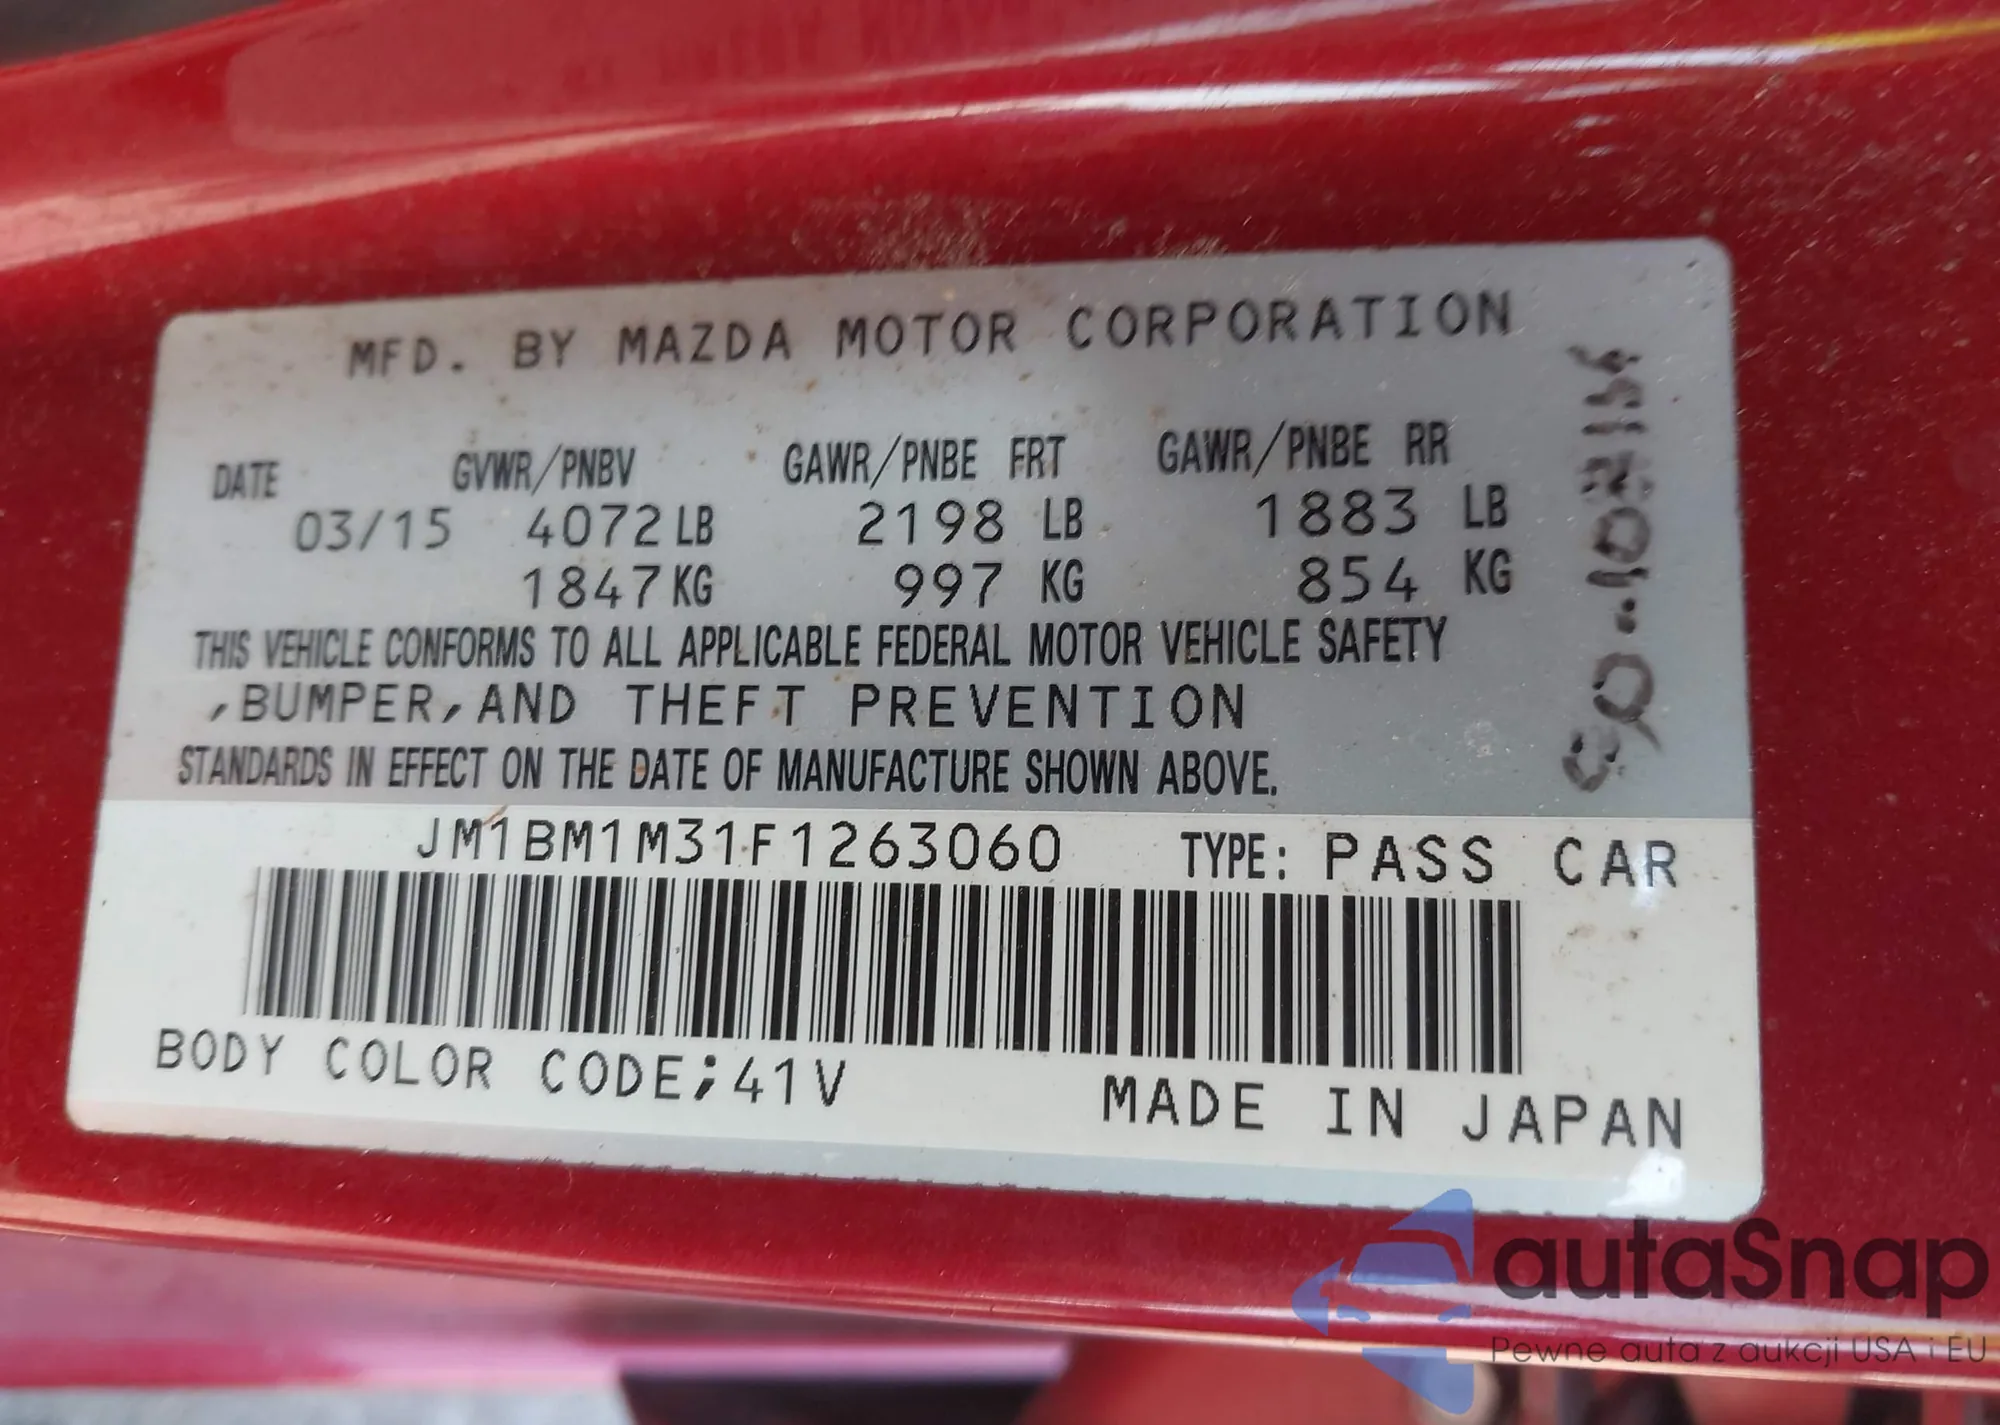 MFD. BY MAZDA MOTOR CORPORATION
DATE GVWR/PNBV GAWR/PNBE FRT GAWR/PNBE RR
03/15 4072 LB 2198 LB 1883 LB
1847 KG 997 KG 854 KG
THIS VEHICLE CONFORMS TO ALL APPLICABLE FEDERAL MOTOR VEHICLE SAFETY
,BUMPER,AND THEFT PREVENTION
STANDARDS IN EFFECT ON THE DATE OF MANUFACTURE SHOWN ABOVE.
JM1BM1M31F1263060 TYPE: PASS CAR
BODY COLOR CODE;41V
MADE IN JAPAN
autaSnap
Pewne auta z aukcji USA i EU